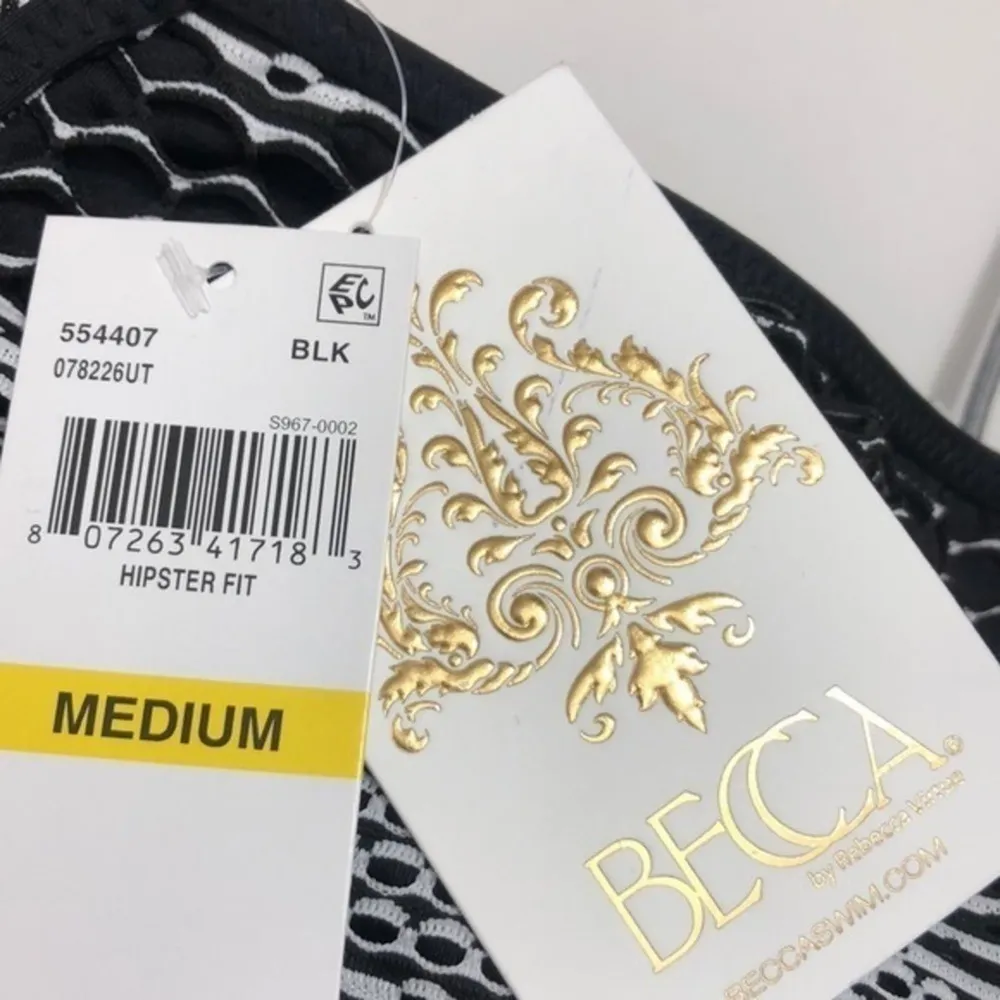 EPC
TM
554407
BLK
078226UT
S967-0002
8 07263 41718 3
HIPSTER FIT
MEDIUM
BECCA®
by Rebecca Virtue
BECCASWIM.COM